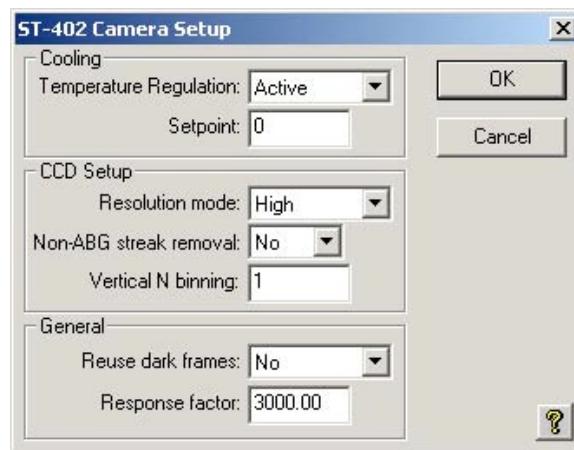 ST-402 Camera Setup
Cooling
Temperature Regulation: Active
Setpoint: 0
OK
Cancel
CCD Setup
Resolution mode: High
Non-ABG streak removal: No
Vertical N binning: 1
General
Reuse dark frames: No
Response factor: 3000.00
?